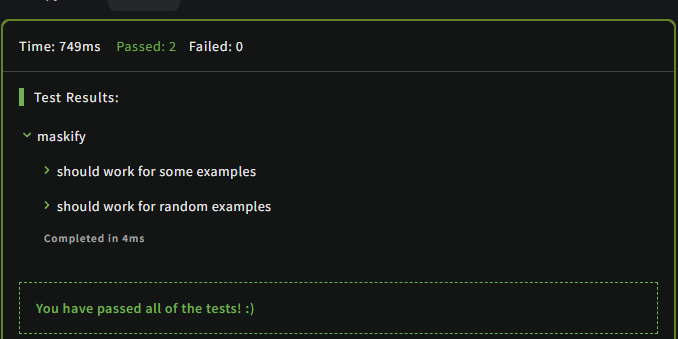 Time: 749ms Passed: 2 Failed: 0
Test Results:
maskify
should work for some examples
should work for random examples
Completed in 4ms
You have passed all of the tests! :)